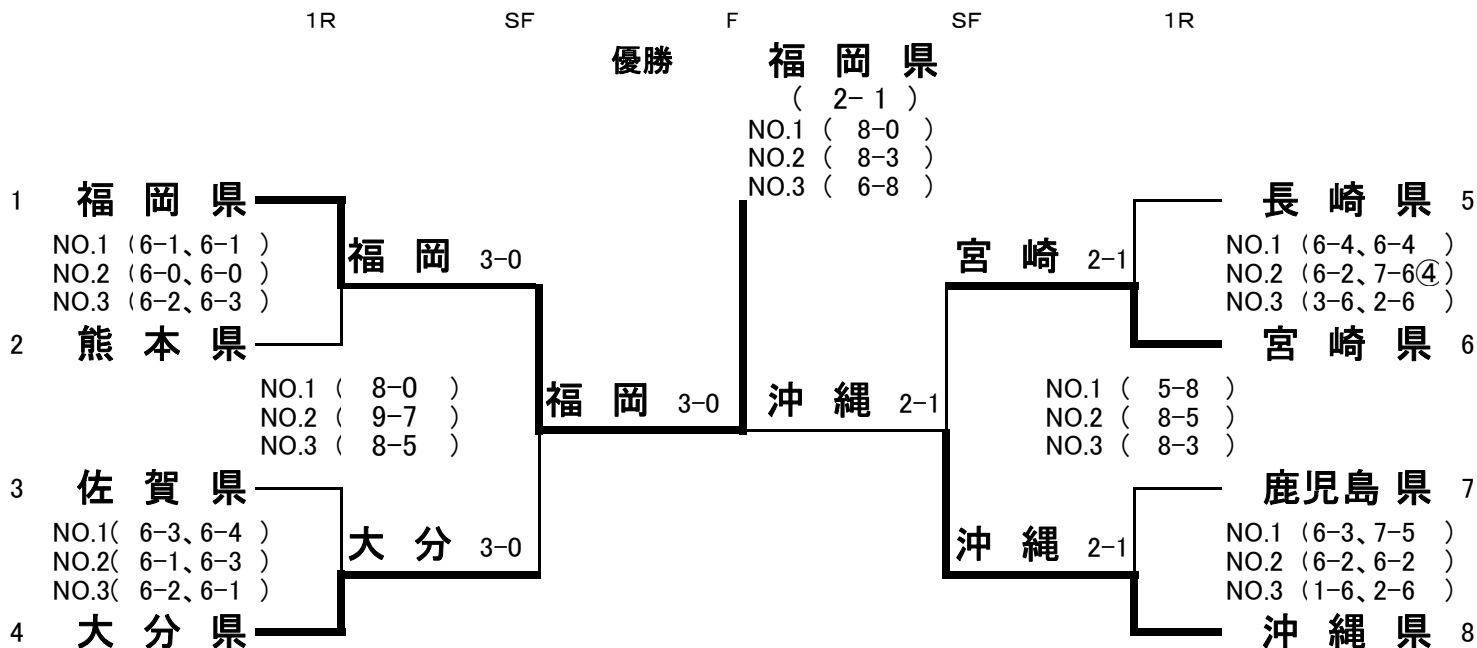 1R SF F SF 1R
優勝 福岡県
( 2-1 )
NO.1 ( 8-0 )
NO.2 ( 8-3 )
NO.3 ( 6-8 )
1 福岡県
NO.1 (6-1、6-1 )
NO.2 (6-0、6-0 )
NO.3 (6-2、6-3 )
2 熊本県
福岡 3-0
NO.1 ( 8-0 )
NO.2 ( 9-7 )
NO.3 ( 8-5 )
3 佐賀県
NO.1( 6-3、6-4 )
NO.2( 6-1、6-3 )
NO.3( 6-2、6-1 )
4 大分県
大分 3-0
福岡 3-0
沖縄 2-1
宮崎 2-1
長崎県 5
NO.1 (6-4、6-4 )
NO.2 (6-2、7-6④)
NO.3 (3-6、2-6 )
宮崎県 6
NO.1 ( 5-8 )
NO.2 ( 8-5 )
NO.3 ( 8-3 )
沖縄 2-1
鹿児島県 7
NO.1 (6-3、7-5 )
NO.2 (6-2、6-2 )
NO.3 (1-6、2-6 )
沖縄県 8